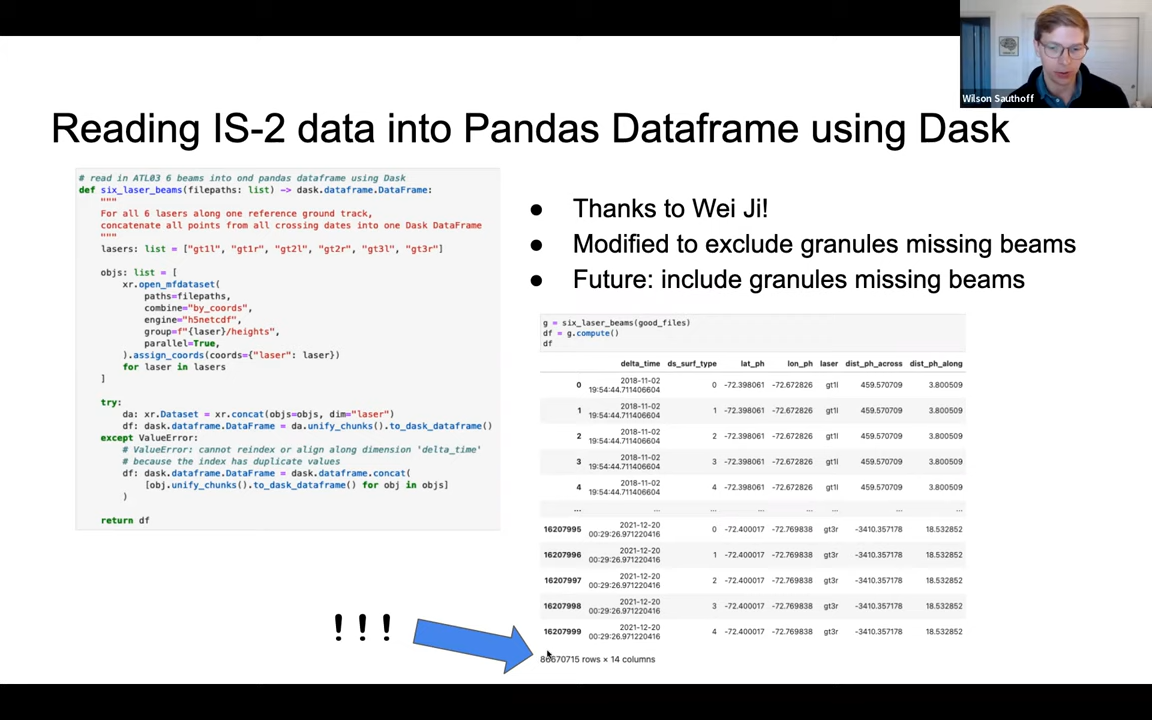 Wilson Sauthoff
Reading IS-2 data into Pandas Dataframe using Dask
# read in ATL03 6 beams into ond pandas dataframe using Dask
def six_laser_beams(filepaths: list) -> dask.dataframe.DataFrame:
"""
For all 6 lasers along one reference ground track,
concatenate all points from all crossing dates into one Dask DataFrame
"""
lasers: list = ["gt1l", "gt1r", "gt2l", "gt2r", "gt3l", "gt3r"]
objs: list = [
xr.open_mfdataset(
paths=filepaths,
combine="by_coords",
engine="h5netcdf",
group=f"{laser}/heights",
parallel=True,
).assign_coords(coords={"laser": laser})
for laser in lasers
]
try:
da: xr.Dataset = xr.concat(objs=objs, dim="laser")
df: dask.dataframe.DataFrame = da.unify_chunks().to_dask_dataframe()
except ValueError:
# ValueError: cannot reindex or align along dimension 'delta_time'
# because the index has duplicate values
df: dask.dataframe.DataFrame = dask.dataframe.concat(
[obj.unify_chunks().to_dask_dataframe() for obj in objs]
)
return df
● Thanks to Wei Ji!
● Modified to exclude granules missing beams
● Future: include granules missing beams
g = six_laser_beams(good_files)
df = g.compute()
df
delta_time ds_surf_type lat_ph lon_ph laser dist_ph_across dist_ph_along
0 2018-11-02 19:54:44.711406604 0 -72.398061 -72.672826 gt1l 459.570709 3.800509
1 2018-11-02 19:54:44.711406604 1 -72.398061 -72.672826 gt1l 459.570709 3.800509
2 2018-11-02 19:54:44.711406604 2 -72.398061 -72.672826 gt1l 459.570709 3.800509
3 2018-11-02 19:54:44.711406604 3 -72.398061 -72.672826 gt1l 459.570709 3.800509
4 2018-11-02 19:54:44.711406604 4 -72.398061 -72.672826 gt1l 459.570709 3.800509
... ... ... ... ... ... ... ...
16207995 2021-12-20 00:29:26.971220416 0 -72.400017 -72.769838 gt3r -3410.357178 18.532852
16207996 2021-12-20 00:29:26.971220416 1 -72.400017 -72.769838 gt3r -3410.357178 18.532852
16207997 2021-12-20 00:29:26.971220416 2 -72.400017 -72.769838 gt3r -3410.357178 18.532852
16207998 2021-12-20 00:29:26.971220416 3 -72.400017 -72.769838 gt3r -3410.357178 18.532852
16207999 2021-12-20 00:29:26.971220416 4 -72.400017 -72.769838 gt3r -3410.357178 18.532852
! ! !
rows × 14 columns